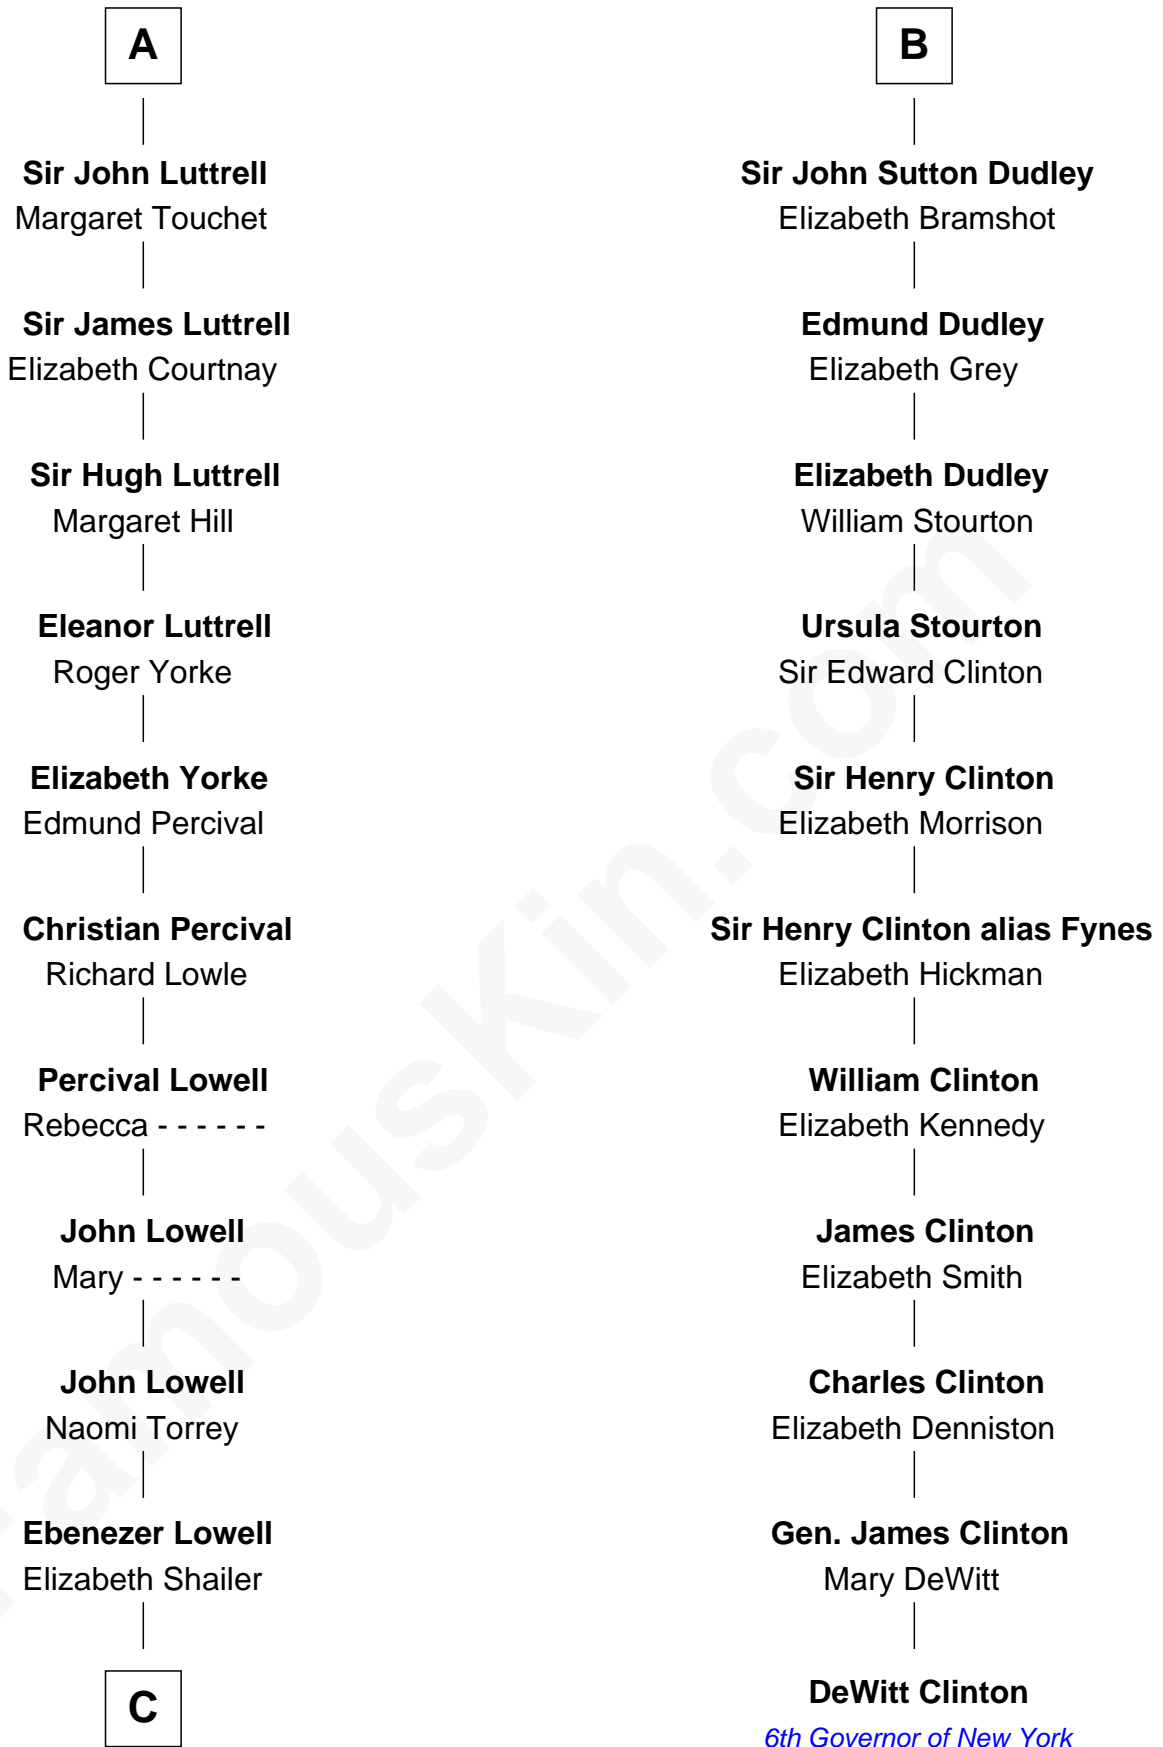 A
Sir John Luttrell
Margaret Touchet
Sir James Luttrell
Elizabeth Courtnay
Sir Hugh Luttrell
Margaret Hill
Eleanor Luttrell
Roger Yorke
Elizabeth Yorke
Edmund Percival
Christian Percival
Richard Lowle
Percival Lowell
Rebecca - - - - - -
John Lowell
Mary - - - - - -
John Lowell
Naomi Torrey
Ebenezer Lowell
Elizabeth Shailer
C
B
Sir John Sutton Dudley
Elizabeth Bramshot
Edmund Dudley
Elizabeth Grey
Elizabeth Dudley
William Stourton
Ursula Stourton
Sir Edward Clinton
Sir Henry Clinton
Elizabeth Morrison
Sir Henry Clinton alias Fynes
Elizabeth Hickman
William Clinton
Elizabeth Kennedy
James Clinton
Elizabeth Smith
Charles Clinton
Elizabeth Denniston
Gen. James Clinton
Mary DeWitt
DeWitt Clinton
6th Governor of New York
FamousKin.com